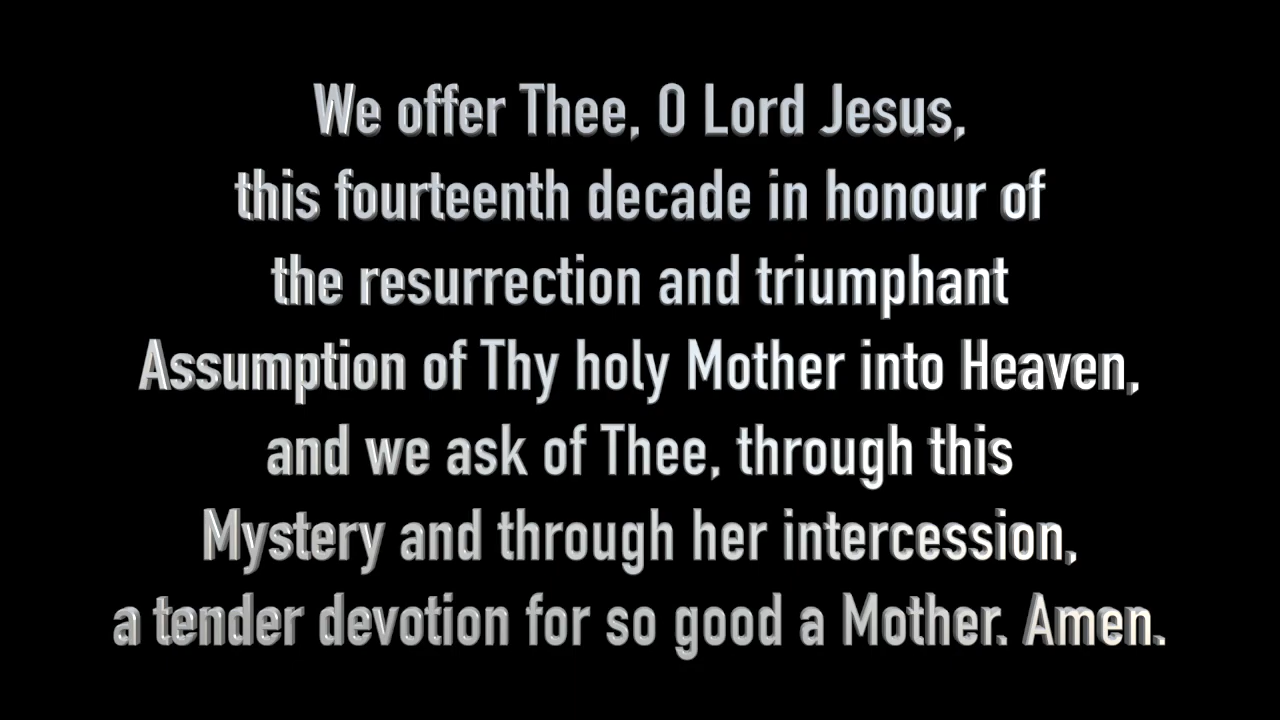 We offer Thee, O Lord Jesus,
this fourteenth decade in honour of
the resurrection and triumphant
Assumption of Thy holy Mother into Heaven,
and we ask of Thee, through this
Mystery and through her intercession,
a tender devotion for so good a Mother. Amen.